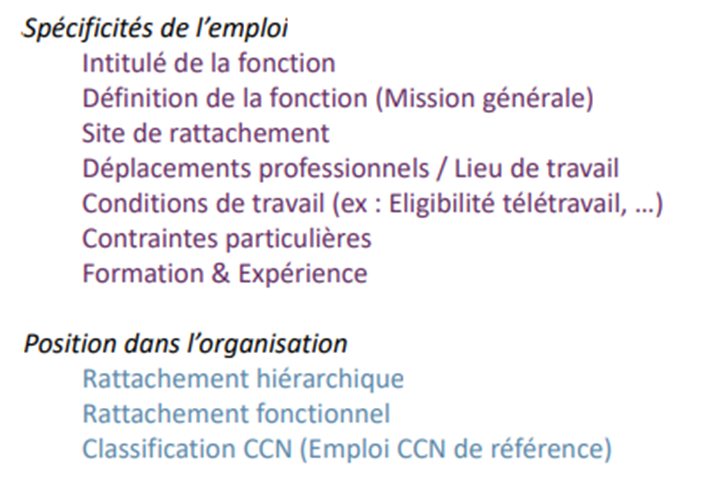 Spécificités de l'emploi
Intitulé de la fonction
Définition de la fonction (Mission générale)
Site de rattachement
Déplacements professionnels / Lieu de travail
Conditions de travail (ex : Eligibilité télétravail, …)
Contraintes particulières
Formation & Expérience
Position dans l'organisation
Rattachement hiérarchique
Rattachement fonctionnel
Classification CCN (Emploi CCN de référence)